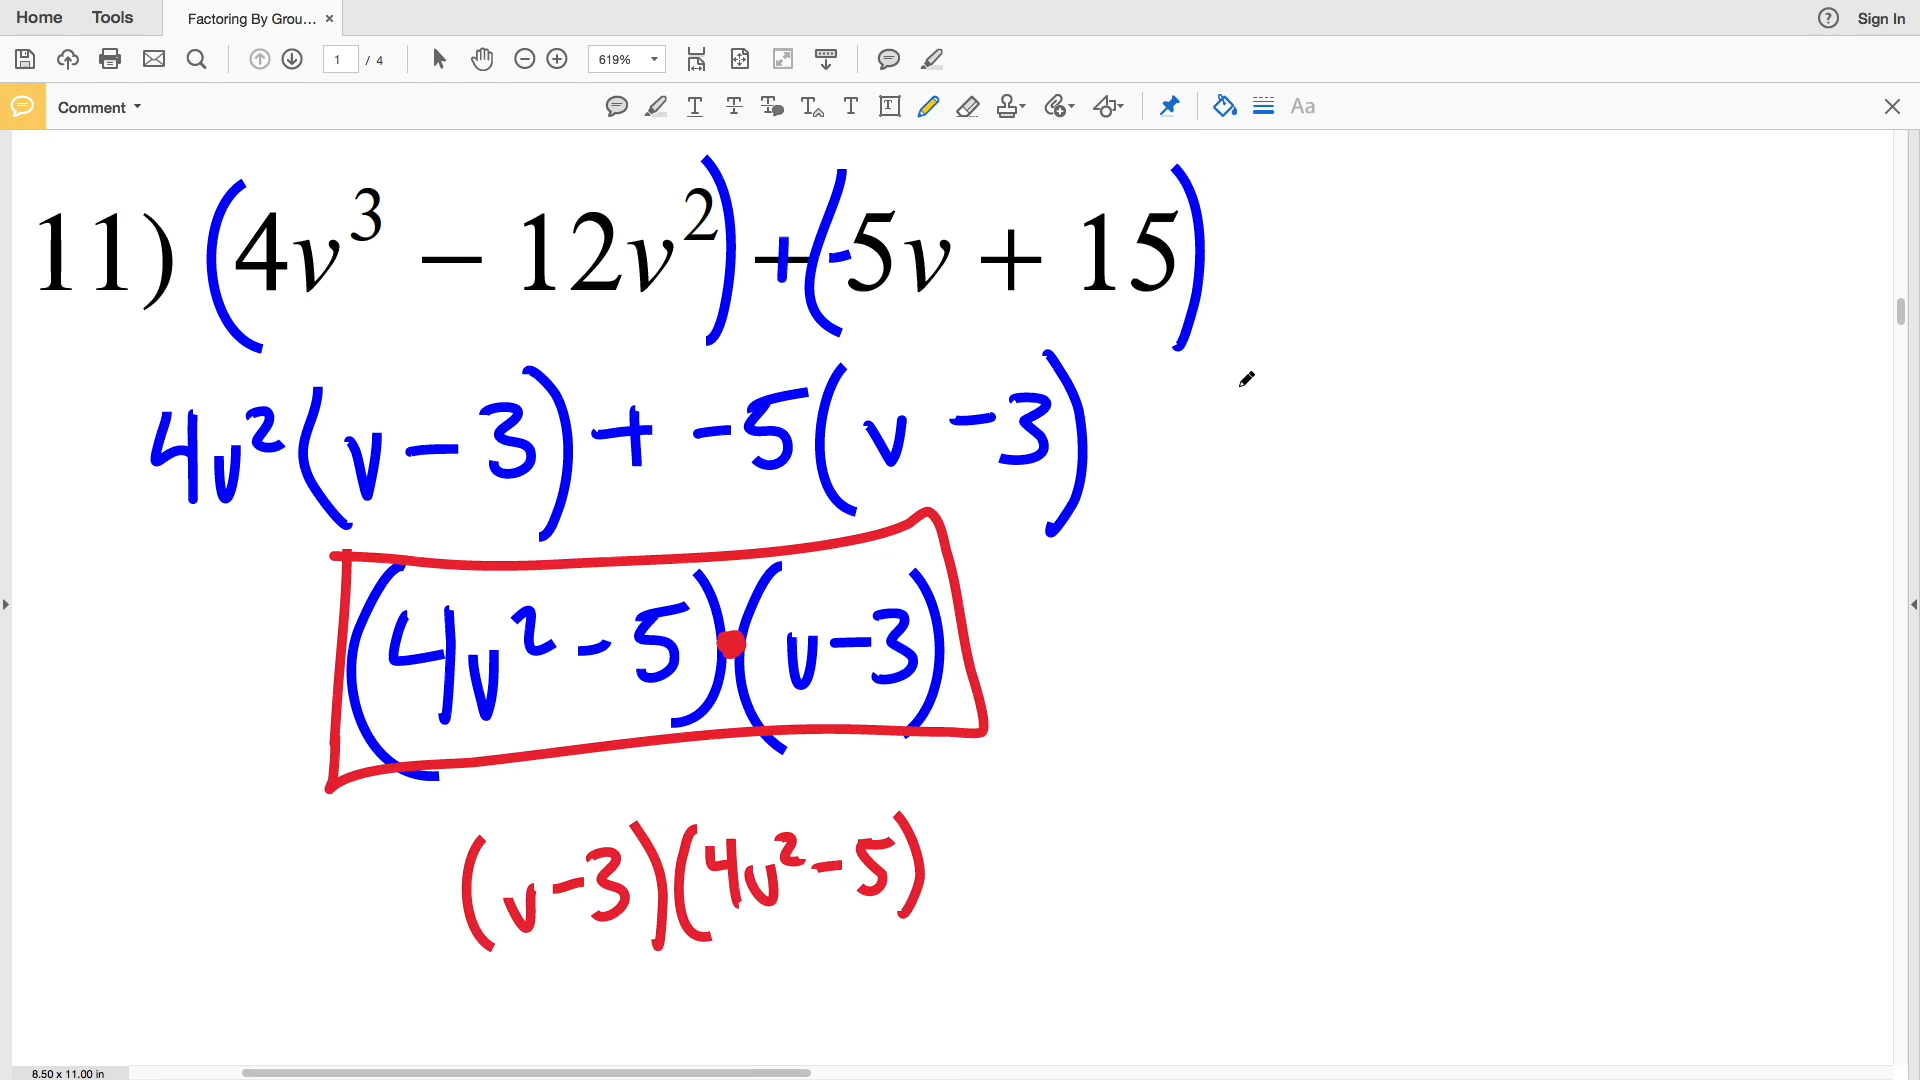 Home Tools Factoring By Grou... × ? Sign In
1 / 4 619%
Comment T T T T T T Aa
11) (4v³ − 12v²) +(-5v + 15)
4v²(v − 3) + -5(v - 3)
(4v² - 5)•(v - 3)
(v - 3)(4v² - 5)
8.50 x 11.00 in